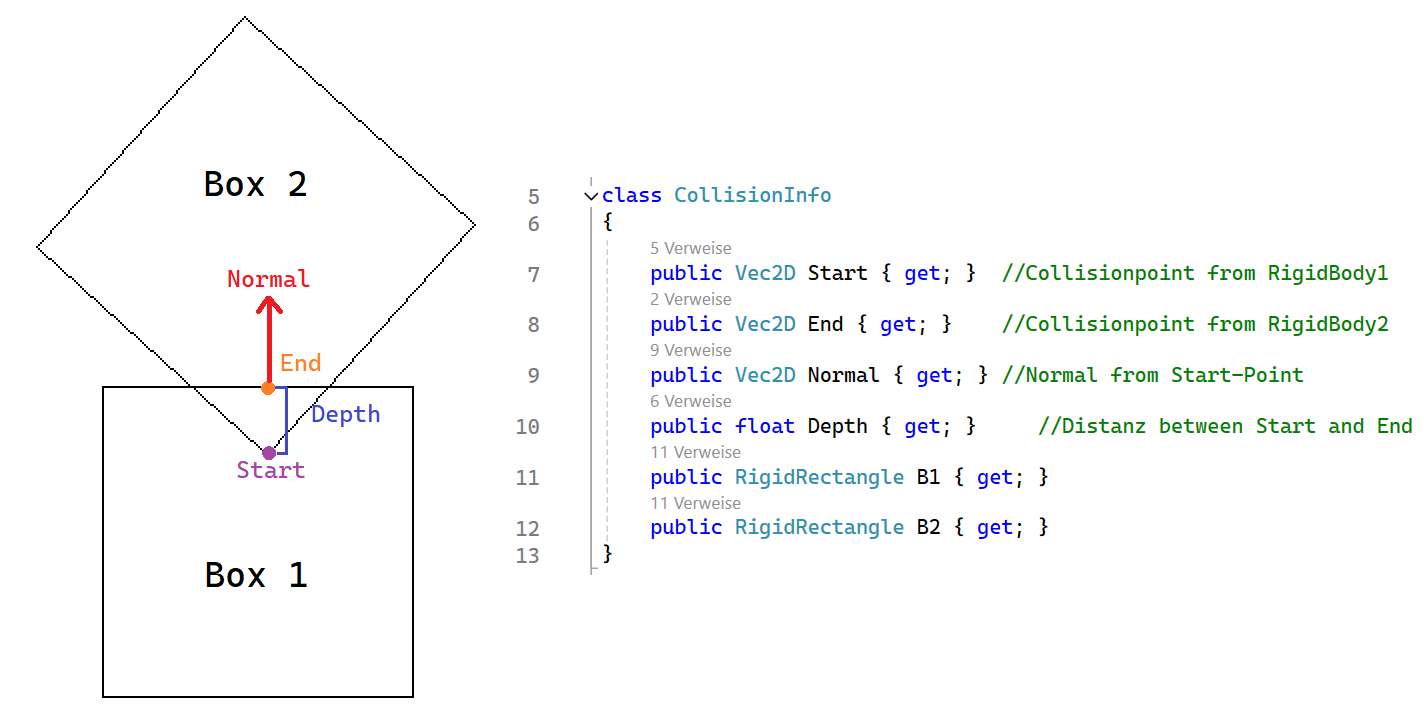 Box 2
Normal
End
Depth
Start
Box 1
5 class CollisionInfo
6 {
5 Verweise
7 public Vec2D Start { get; } //Collisionpoint from RigidBody1
2 Verweise
8 public Vec2D End { get; } //Collisionpoint from RigidBody2
9 Verweise
9 public Vec2D Normal { get; } //Normal from Start-Point
6 Verweise
10 public float Depth { get; } //Distanz between Start and End
11 Verweise
11 public RigidRectangle B1 { get; }
11 Verweise
12 public RigidRectangle B2 { get; }
13 }